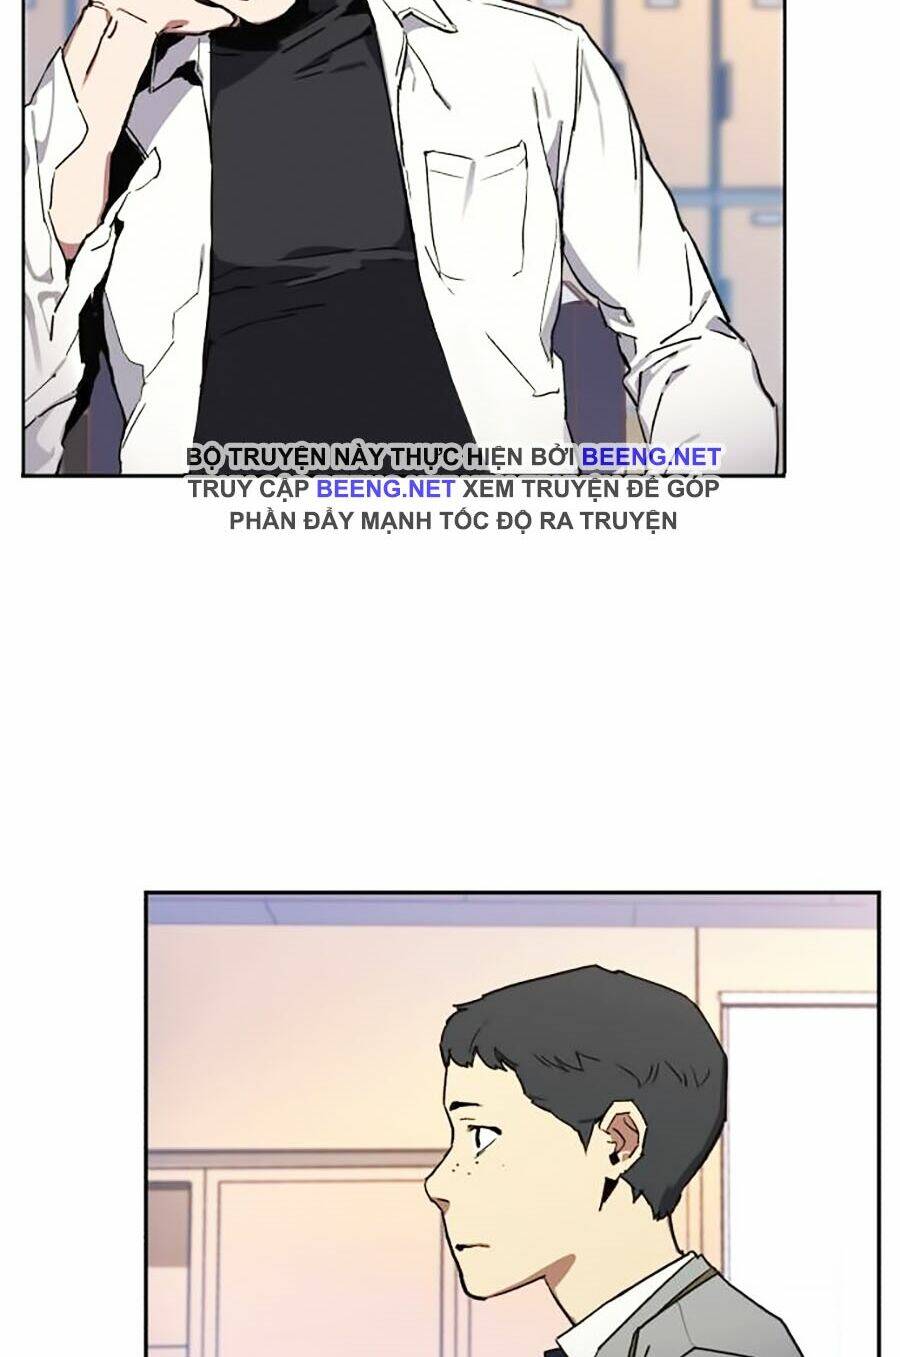 BỘ TRUYỆN NÀY THỰC HIỆN BỞI BEENG.NET
TRUY CẬP BEENG.NET XEM TRUYỆN ĐỂ GÓP
PHẦN ĐẨY MẠNH TỐC ĐỘ RA TRUYỆN